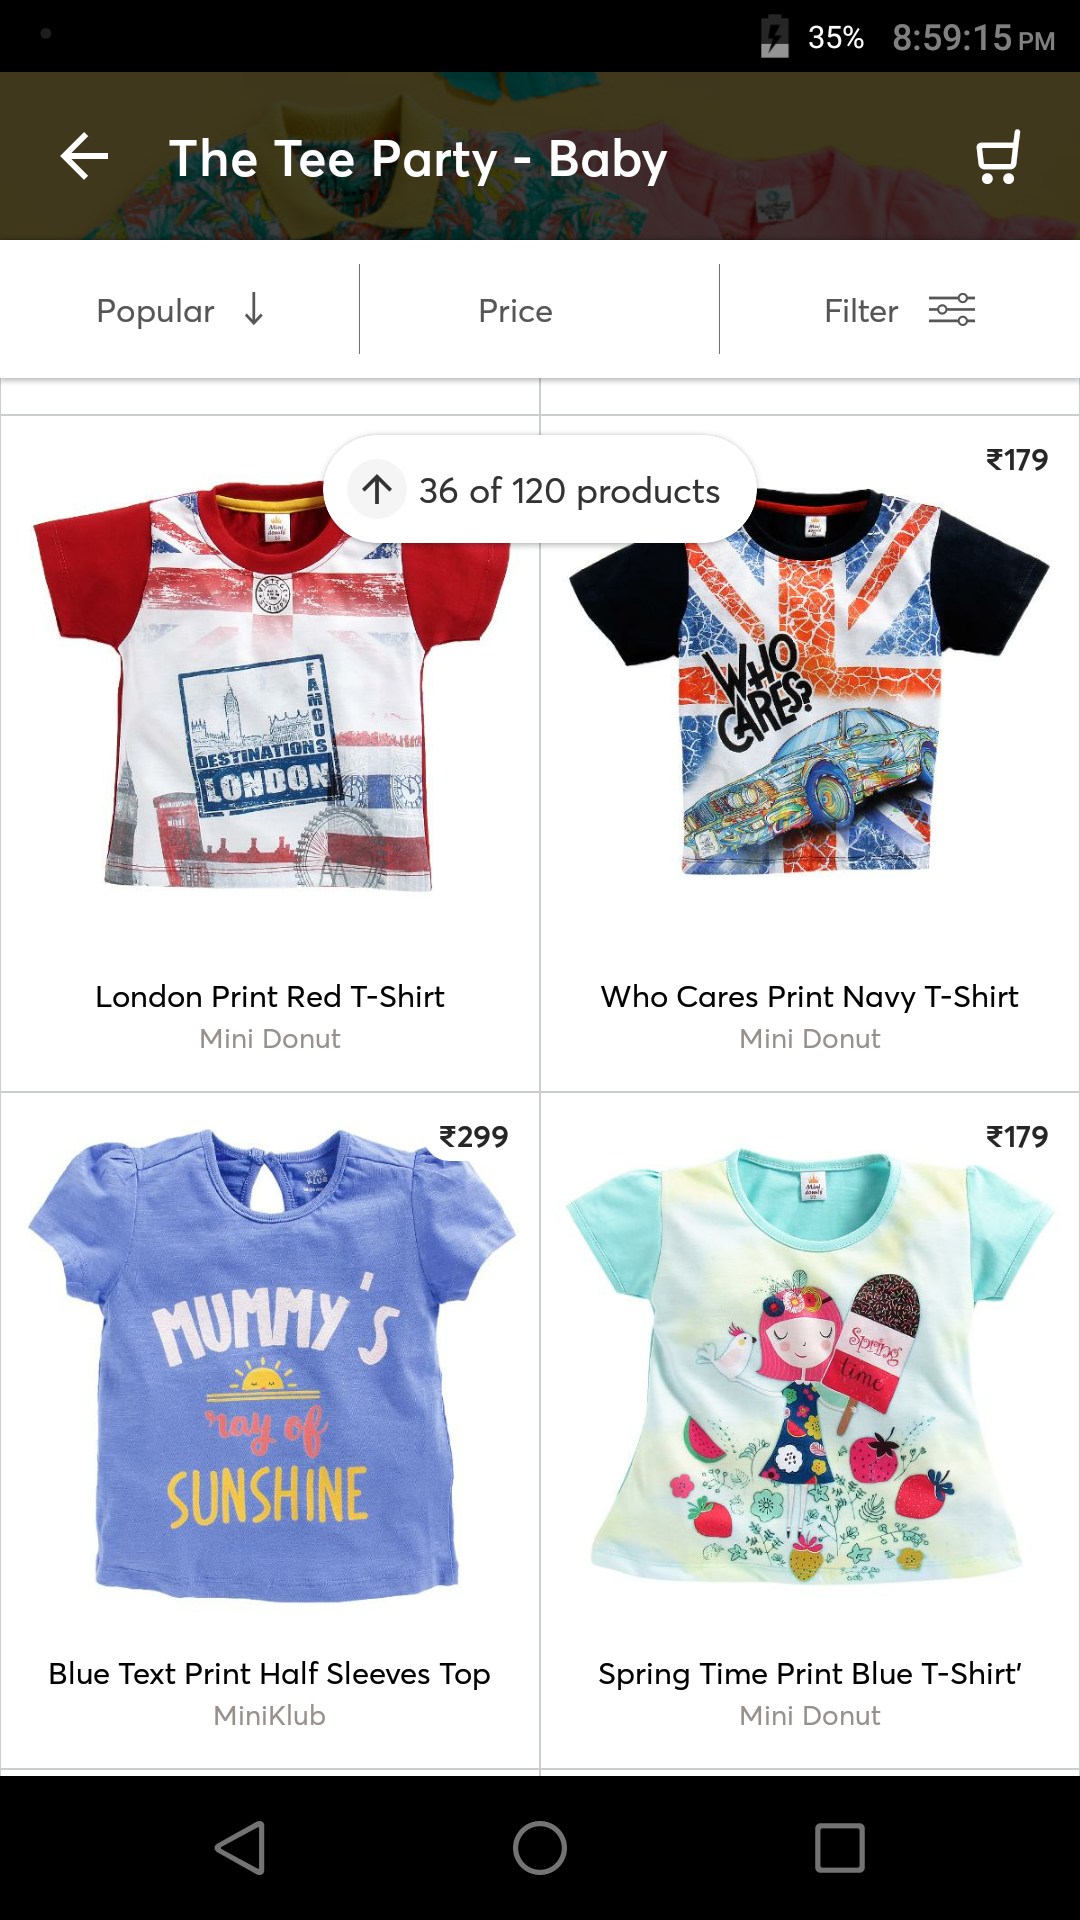 35% 8:59:15 PM
The Tee Party - Baby
Popular
Price
Filter
36 of 120 products
₹179
VINTAGE
STAMPS
FAMOUS
DESTINATIONS
LONDON
WHO
CARES?
London Print Red T-Shirt
Mini Donut
Who Cares Print Navy T-Shirt
Mini Donut
₹299
₹179
MUMMY'S
ray of
SUNSHINE
Spring
time
Blue Text Print Half Sleeves Top
MiniKlub
Spring Time Print Blue T-Shirt'
Mini Donut